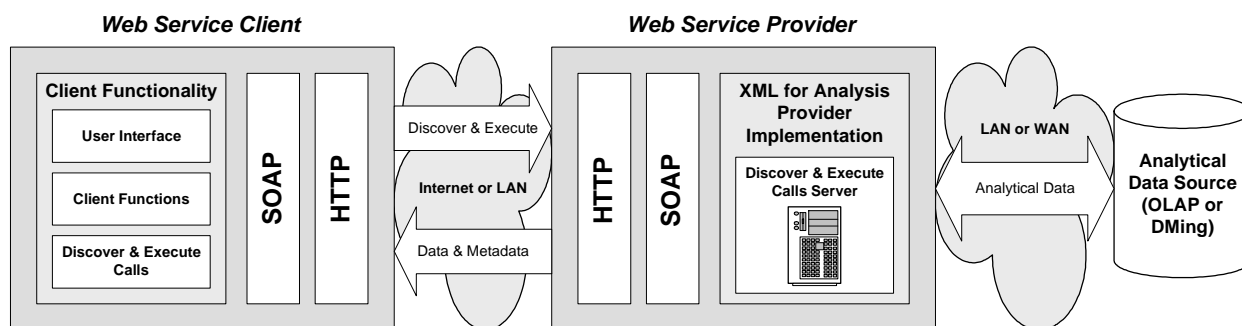 Web Service Client
Web Service Provider
Client Functionality
User Interface
Client Functions
Discover & Execute
Calls
SOAP
HTTP
Discover & Execute
Internet or LAN
Data & Metadata
HTTP
SOAP
XML for Analysis
Provider
Implementation
Discover & Execute
Calls Server
LAN or WAN
Analytical Data
Analytical
Data Source
(OLAP or
DMing)